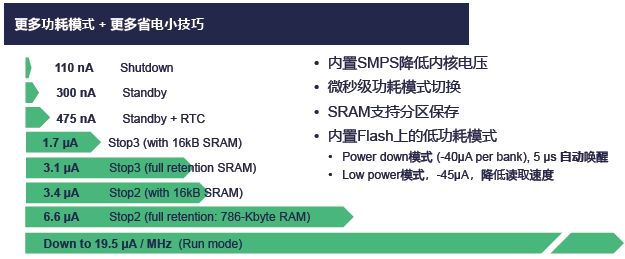 更多功耗模式 + 更多省电小技巧
110 nA Shutdown
300 nA Standby
475 nA Standby + RTC
1.7 µA Stop3 (with 16kB SRAM)
3.1 µA Stop3 (full retention SRAM)
3.4 µA Stop2 (with 16kB SRAM)
6.6 µA Stop2 (full retention: 786-Kbyte RAM)
Down to 19.5 µA / MHz (Run mode)
• 内置SMPS降低内核电压
• 微秒级功耗模式切换
• SRAM支持分区保存
• 内置Flash上的低功耗模式
• Power down模式 (-40µA per bank), 5 µs 自动唤醒
• Low power模式，-45µA，降低读取速度